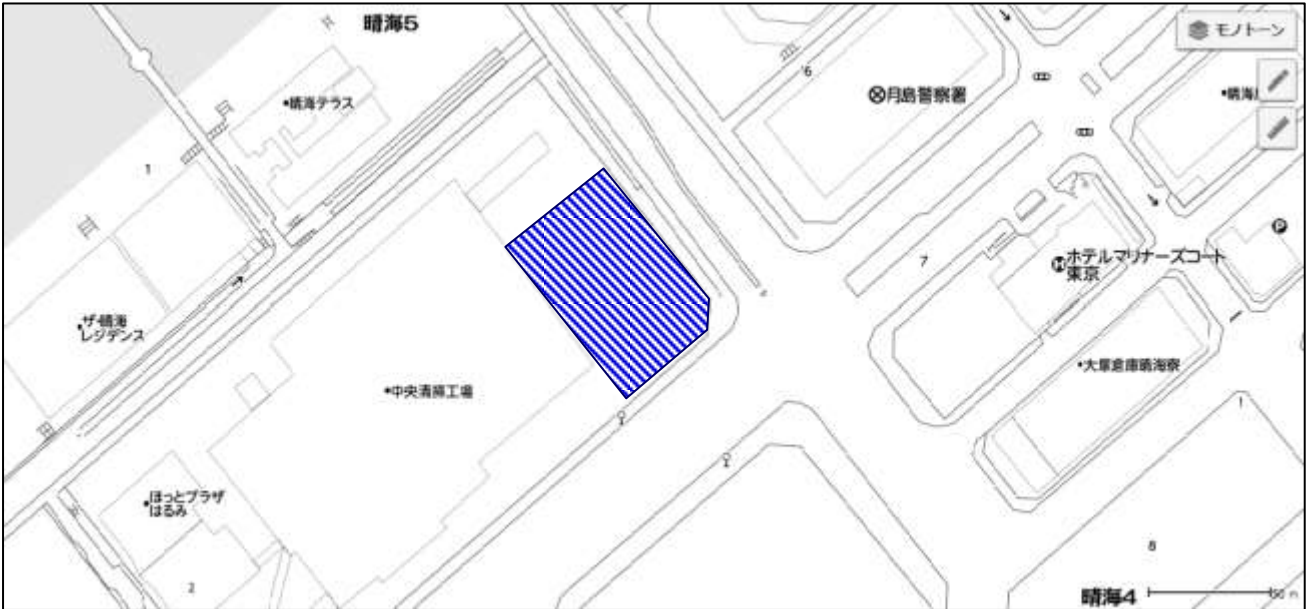 晴海5
モノトーン
晴海テラス
6
月島警察署
1
7
ホテルマリナーズコート
東京
ザ・晴海
レジデンス
大塚倉庫晴海寮
中央清掃工場
1
ほっとプラザ
はるみ
8
2
晴海4
50 m